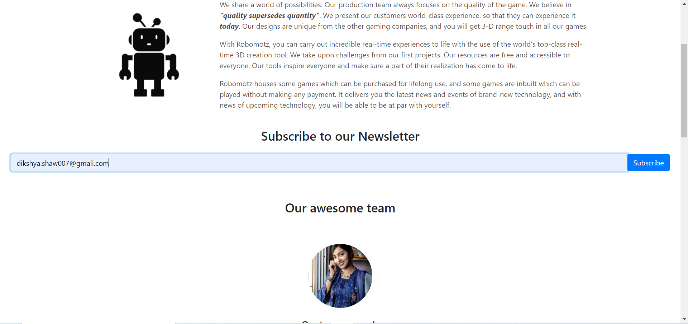 We share a world of possibilities. Our production team always focuses on the quality of the game. We believe in
"quality supersedes quantity". We present our customers world-class experience, so that they can experience it
today. Our designs are unique from the other gaming companies, and you will get 3-D range touch in all our games.
With Robomotz, you can carry out incredible real-time experiences to life with the use of the world's top-class real-
time 3D creation tool. We take upon challenges from our first projects. Our resources are free and accessible to
everyone. Our tools inspire everyone and make sure a part of their realization has come to life.
Robomotz houses some games which can be purchased for lifelong use, and some games are inbuilt which can be
played without making any payment. It delivers you the latest news and events of brand-new technology, and with
news of upcoming technology, you will be able to be at par with yourself.
Subscribe to our Newsletter
dikshya.shaw007@gmail.com
Subscribe
Our awesome team